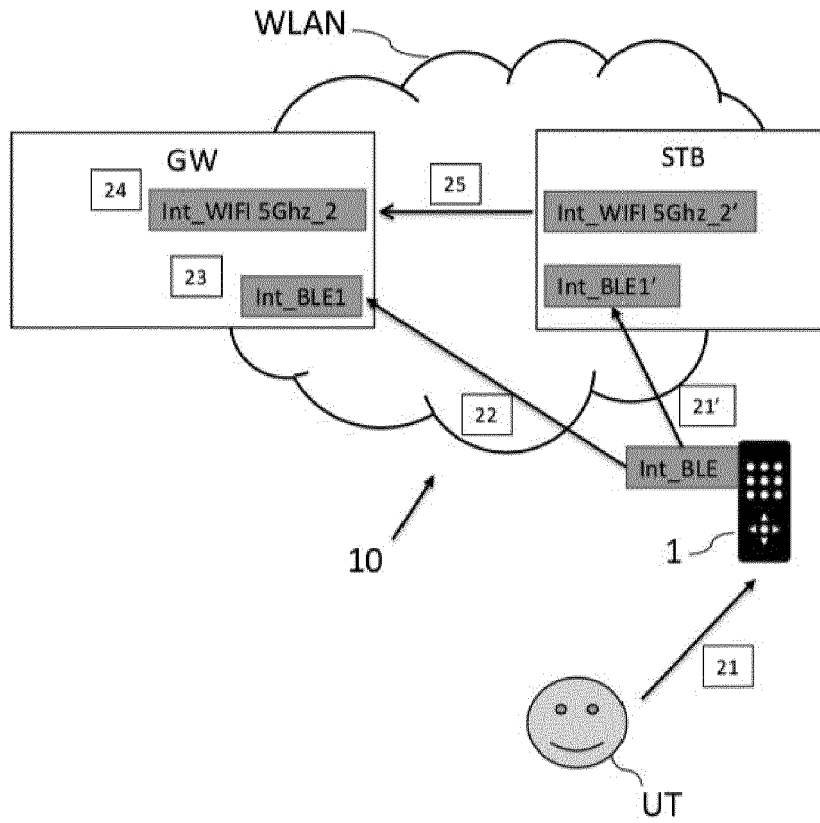 WLAN
GW
STB
24
Int_WIFI 5Ghz_2
25
Int_WIFI 5Ghz_2'
23
Int_BLE1
Int_BLE1'
22
21'
Int_BLE
10
1
21
UT